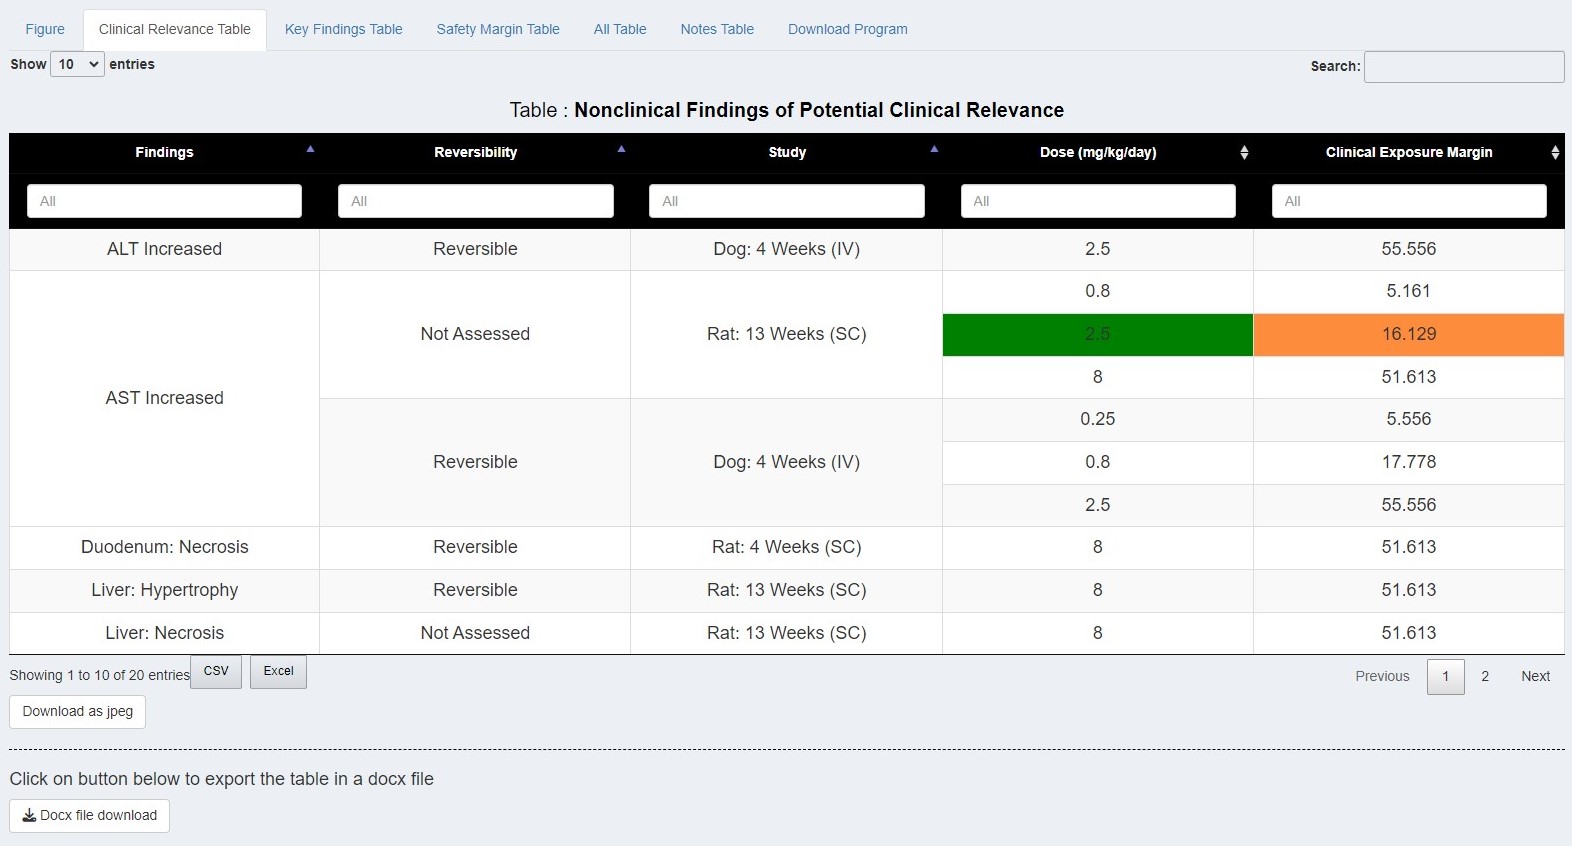 Figure Clinical Relevance Table Key Findings Table Safety Margin Table All Table Notes Table Download Program
Show 10 entries Search:
Table : Nonclinical Findings of Potential Clinical Relevance
Findings Reversibility Study Dose (mg/kg/day) Clinical Exposure Margin
All All All All All
ALT Increased Reversible Dog: 4 Weeks (IV) 2.5 55.556
0.8 5.161
Not Assessed Rat: 13 Weeks (SC) 2.5 16.129
8 51.613
AST Increased
0.25 5.556
Reversible Dog: 4 Weeks (IV) 0.8 17.778
2.5 55.556
Duodenum: Necrosis Reversible Rat: 4 Weeks (SC) 8 51.613
Liver: Hypertrophy Reversible Rat: 13 Weeks (SC) 8 51.613
Liver: Necrosis Not Assessed Rat: 13 Weeks (SC) 8 51.613
Showing 1 to 10 of 20 entries CSV Excel Previous 1 2 Next
Download as jpeg
Click on button below to export the table in a docx file
Docx file download